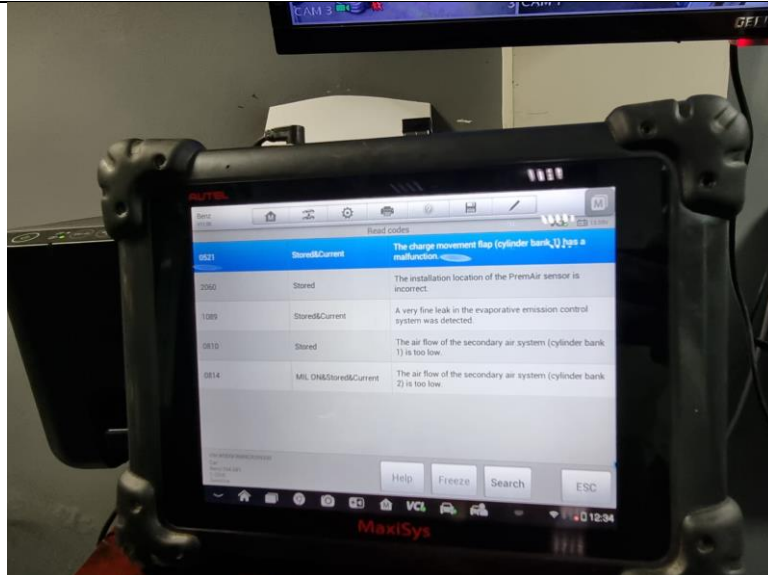 CAM 3
AUTEL
Benz
Read codes
0521 Stored&Current The charge movement flap (cylinder bank 1) has a
malfunction.
2060 Stored The installation location of the PremAir sensor is
incorrect.
1089 Stored&Current A very fine leak in the evaporative emission control
system was detected.
0810 Stored The air flow of the secondary air system (cylinder bank
1) is too low.
0814 MIL ON&Stored&Current The air flow of the secondary air system (cylinder bank
2) is too low.
Help Freeze Search ESC
VCI
12:34
MaxiSys